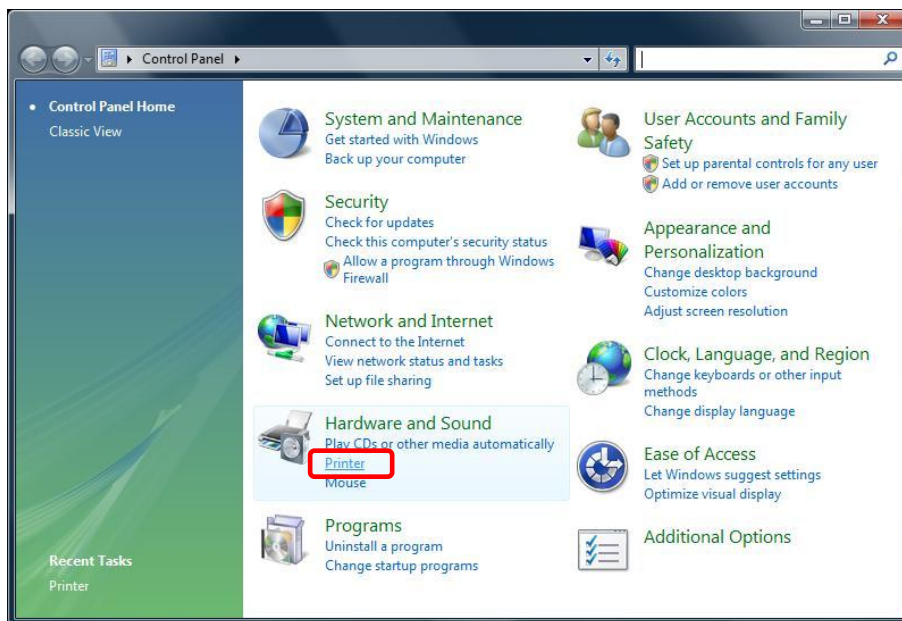 Control Panel
Control Panel Home
Classic View
Recent Tasks
Printer
System and Maintenance
Get started with Windows
Back up your computer
Security
Check for updates
Check this computer's security status
Allow a program through Windows
Firewall
Network and Internet
Connect to the Internet
View network status and tasks
Set up file sharing
Hardware and Sound
Play CDs or other media automatically
Printer
Mouse
Programs
Uninstall a program
Change startup programs
User Accounts and Family
Safety
Set up parental controls for any user
Add or remove user accounts
Appearance and
Personalization
Change desktop background
Customize colors
Adjust screen resolution
Clock, Language, and Region
Change keyboards or other input
methods
Change display language
Ease of Access
Let Windows suggest settings
Optimize visual display
Additional Options